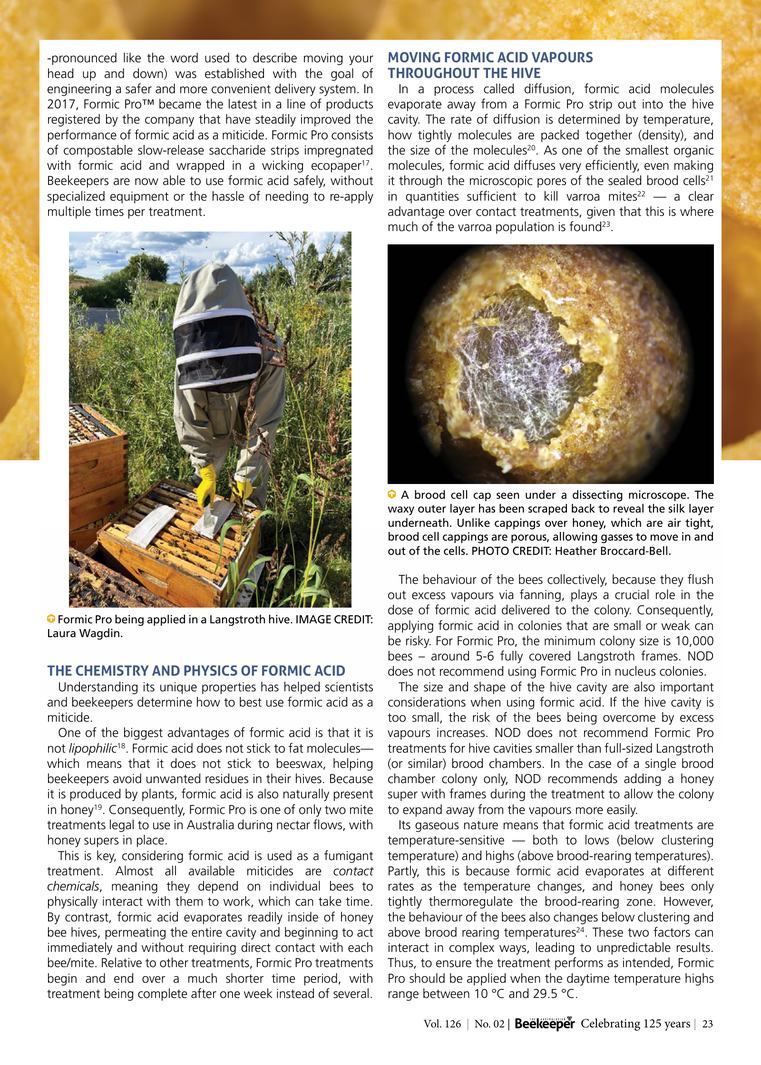 -pronounced like the word used to describe moving your
head up and down) was established with the goal of
engineering a safer and more convenient delivery system. In
2017, Formic Pro™ became the latest in a line of products
registered by the company that have steadily improved the
performance of formic acid as a miticide. Formic Pro consists
of compostable slow-release saccharide strips impregnated
with formic acid and wrapped in a wicking ecopaper¹⁷.
Beekeepers are now able to use formic acid safely, without
specialized equipment or the hassle of needing to re-apply
multiple times per treatment.
Formic Pro being applied in a Langstroth hive. IMAGE CREDIT:
Laura Wagdin.
THE CHEMISTRY AND PHYSICS OF FORMIC ACID
Understanding its unique properties has helped scientists
and beekeepers determine how to best use formic acid as a
miticide.
One of the biggest advantages of formic acid is that it is
not lipophilic¹⁸. Formic acid does not stick to fat molecules—
which means that it does not stick to beeswax, helping
beekeepers avoid unwanted residues in their hives. Because
it is produced by plants, formic acid is also naturally present
in honey¹⁹. Consequently, Formic Pro is one of only two mite
treatments legal to use in Australia during nectar flows, with
honey supers in place.
This is key, considering formic acid is used as a fumigant
treatment. Almost all available miticides are contact
chemicals, meaning they depend on individual bees to
physically interact with them to work, which can take time.
By contrast, formic acid evaporates readily inside of honey
bee hives, permeating the entire cavity and beginning to act
immediately and without requiring direct contact with each
bee/mite. Relative to other treatments, Formic Pro treatments
begin and end over a much shorter time period, with
treatment being complete after one week instead of several.
MOVING FORMIC ACID VAPOURS
THROUGHOUT THE HIVE
In a process called diffusion, formic acid molecules
evaporate away from a Formic Pro strip out into the hive
cavity. The rate of diffusion is determined by temperature,
how tightly molecules are packed together (density), and
the size of the molecules²⁰. As one of the smallest organic
molecules, formic acid diffuses very efficiently, even making
it through the microscopic pores of the sealed brood cells²¹
in quantities sufficient to kill varroa mites²² — a clear
advantage over contact treatments, given that this is where
much of the varroa population is found²³.
A brood cell cap seen under a dissecting microscope. The
waxy outer layer has been scraped back to reveal the silk layer
underneath. Unlike cappings over honey, which are air tight,
brood cell cappings are porous, allowing gasses to move in and
out of the cells. PHOTO CREDIT: Heather Broccard-Bell.
The behaviour of the bees collectively, because they flush
out excess vapours via fanning, plays a crucial role in the
dose of formic acid delivered to the colony. Consequently,
applying formic acid in colonies that are small or weak can
be risky. For Formic Pro, the minimum colony size is 10,000
bees – around 5-6 fully covered Langstroth frames. NOD
does not recommend using Formic Pro in nucleus colonies.
The size and shape of the hive cavity are also important
considerations when using formic acid. If the hive cavity is
too small, the risk of the bees being overcome by excess
vapours increases. NOD does not recommend Formic Pro
treatments for hive cavities smaller than full-sized Langstroth
(or similar) brood chambers. In the case of a single brood
chamber colony only, NOD recommends adding a honey
super with frames during the treatment to allow the colony
to expand away from the vapours more easily.
Its gaseous nature means that formic acid treatments are
temperature-sensitive — both to lows (below clustering
temperature) and highs (above brood-rearing temperatures).
Partly, this is because formic acid evaporates at different
rates as the temperature changes, and honey bees only
tightly thermoregulate the brood-rearing zone. However,
the behaviour of the bees also changes below clustering and
above brood rearing temperatures²⁴. These two factors can
interact in complex ways, leading to unpredictable results.
Thus, to ensure the treatment performs as intended, Formic
Pro should be applied when the daytime temperature highs
range between 10 °C and 29.5 °C.
Vol. 126 | No. 02 | Beekeeper Celebrating 125 years | 23